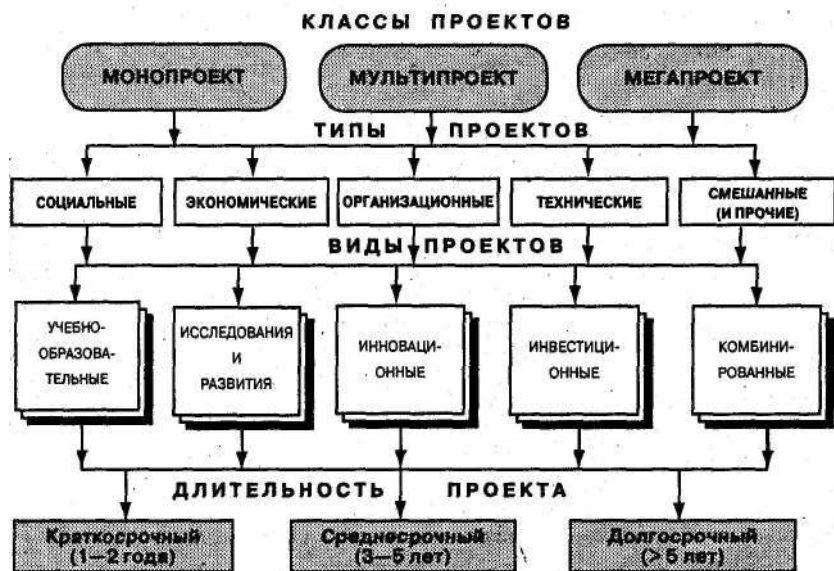 КЛАССЫ ПРОЕКТОВ
МОНОПРОЕКТ
МУЛЬТИПРОЕКТ
МЕГАПРОЕКТ
ТИПЫ ПРОЕКТОВ
СОЦИАЛЬНЫЕ
ЭКОНОМИЧЕСКИЕ
ОРГАНИЗАЦИОННЫЕ
ТЕХНИЧЕСКИЕ
СМЕШАННЫЕ
(И ПРОЧИЕ)
ВИДЫ ПРОЕКТОВ
УЧЕБНО-
ОБРАЗОВА-
ТЕЛЬНЫЕ
ИССЛЕДОВАНИЯ
И
РАЗВИТИЯ
ИННОВАЦИ-
ОННЫЕ
ИНВЕСТИЦИ-
ОННЫЕ
КОМБИНИ-
РОВАННЫЕ
ДЛИТЕЛЬНОСТЬ ПРОЕКТА
Краткосрочный
(1—2 года)
Среднесрочный
(3—5 лет)
Долгосрочный
(> 5 лет)